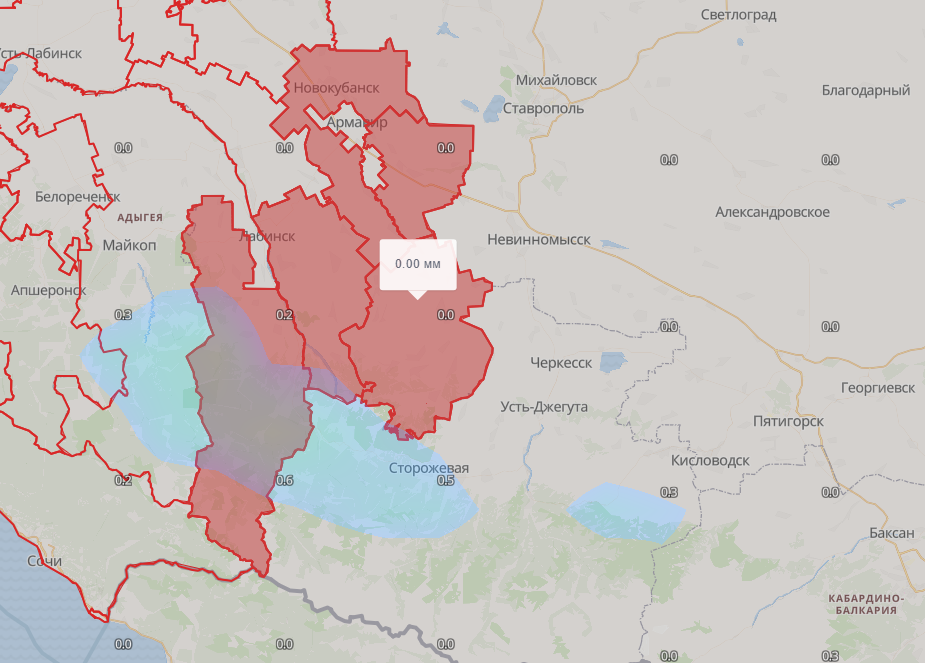 Светлоград
Усть-Лабинск
Михайловск
Новокубанск
Благодарный
Ставрополь
Армавир
0.0 0.0 0.0 0.0 0.0
Белореченск
АДЫГЕЯ
Александровское
Лабинск
Невинномысск
Майкоп
0.00 мм
Апшеронск
0.3 0.2 0.0 0.0 0.0
Черкесск
Георгиевск
Усть-Джегута
Пятигорск
Кисловодск
Сторожевая
0.2 0.6 0.5 0.3 0.0
Баксан
Сочи
КАБАРДИНО-
БАЛКАРИЯ
0.0 0.0 0.0 0.0 0.3